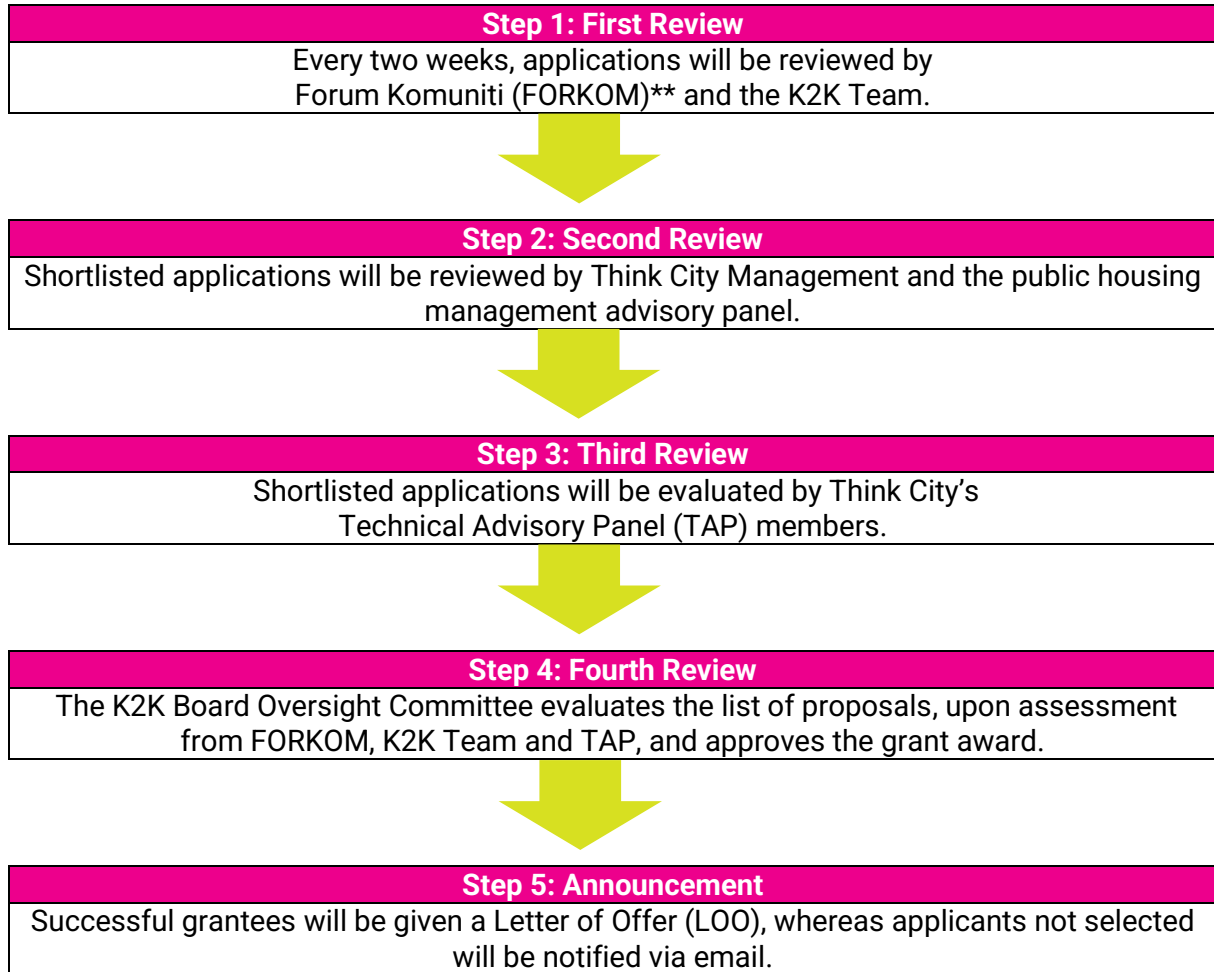 Step 1: First Review
Every two weeks, applications will be reviewed by
Forum Komuniti (FORKOM)** and the K2K Team.
Step 2: Second Review
Shortlisted applications will be reviewed by Think City Management and the public housing
management advisory panel.
Step 3: Third Review
Shortlisted applications will be evaluated by Think City’s
Technical Advisory Panel (TAP) members.
Step 4: Fourth Review
The K2K Board Oversight Committee evaluates the list of proposals, upon assessment
from FORKOM, K2K Team and TAP, and approves the grant award.
Step 5: Announcement
Successful grantees will be given a Letter of Offer (LOO), whereas applicants not selected
will be notified via email.